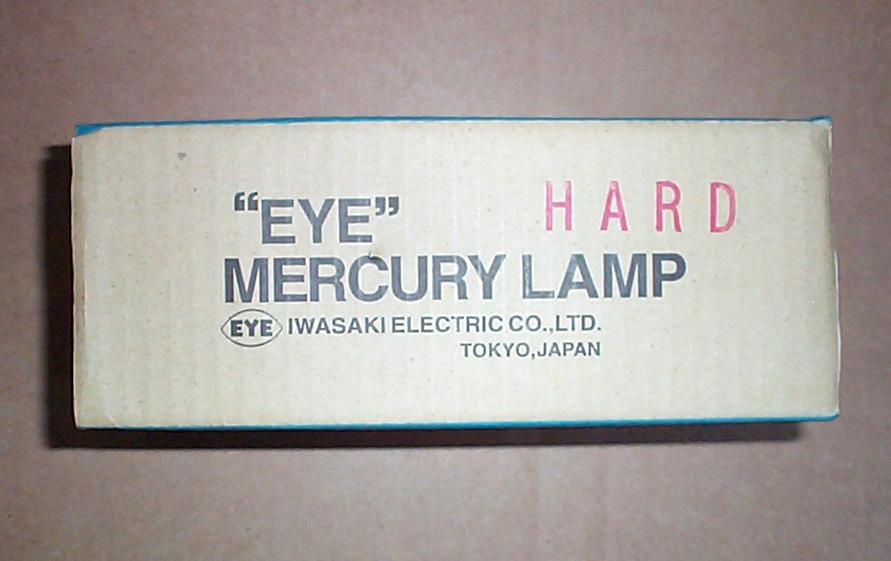 "EYE" HARD
MERCURY LAMP
EYE IWASAKI ELECTRIC CO.,LTD.
TOKYO,JAPAN